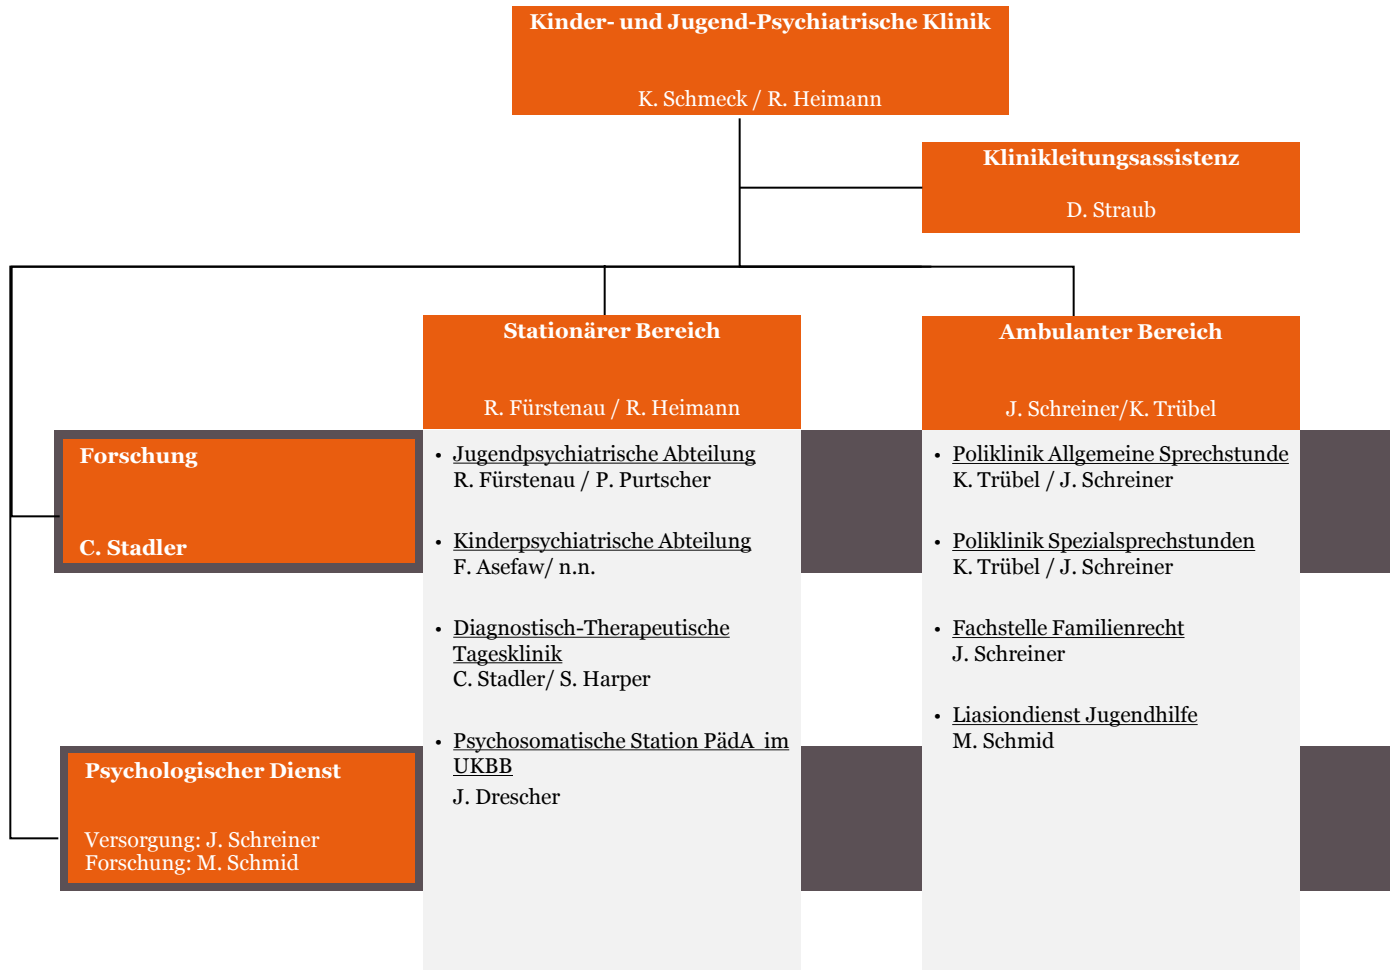 Kinder- und Jugend-Psychiatrische Klinik
K. Schmeck / R. Heimann
Klinikleitungsassistenz
D. Straub
Stationärer Bereich
R. Fürstenau / R. Heimann
Ambulanter Bereich
J. Schreiner/K. Trübel
Forschung
C. Stadler
• Jugendpsychiatrische Abteilung
R. Fürstenau / P. Purtscher
• Kinderpsychiatrische Abteilung
F. Asefaw/ n.n.
• Diagnostisch-Therapeutische
Tagesklinik
C. Stadler/ S. Harper
• Psychosomatische Station PädA im
UKBB
J. Drescher
• Poliklinik Allgemeine Sprechstunde
K. Trübel / J. Schreiner
• Poliklinik Spezialsprechstunden
K. Trübel / J. Schreiner
• Fachstelle Familienrecht
J. Schreiner
• Liasiondienst Jugendhilfe
M. Schmid
Psychologischer Dienst
Versorgung: J. Schreiner
Forschung: M. Schmid